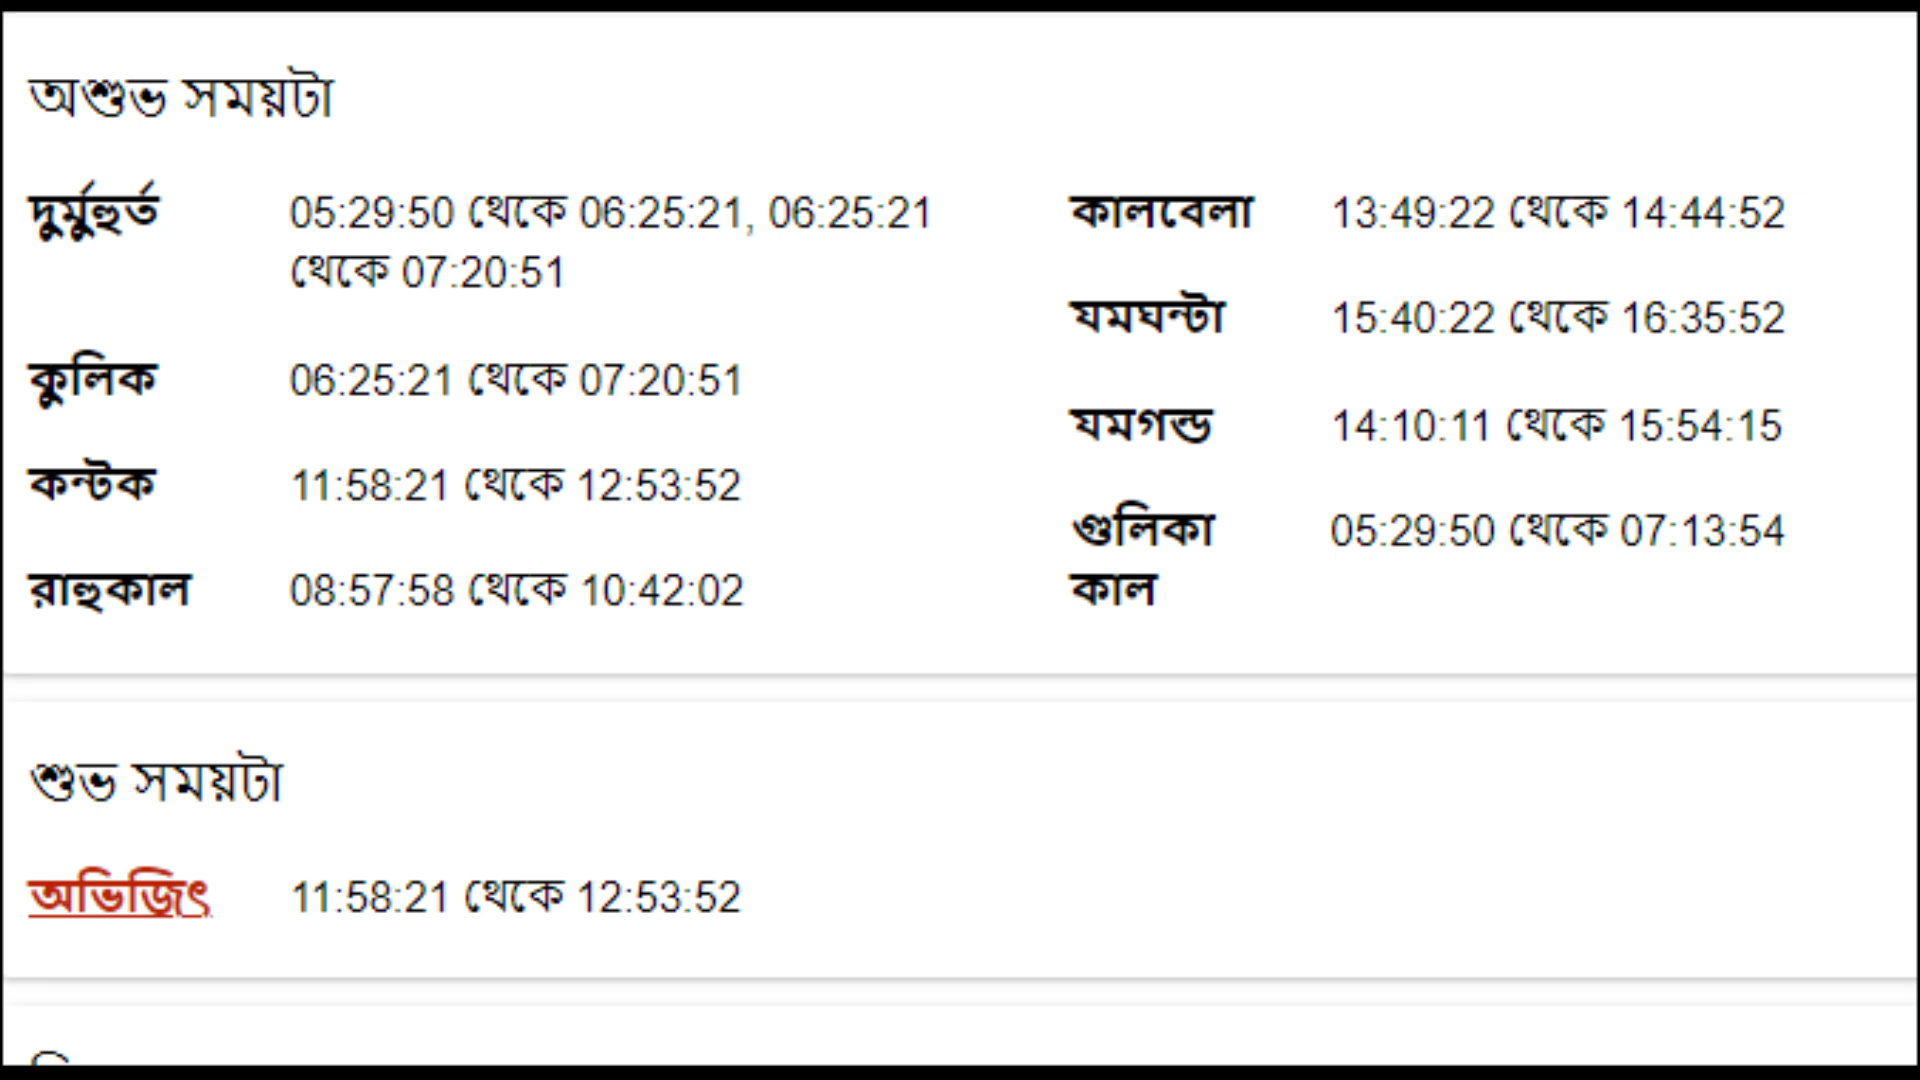 অশুভ সময়টা
দুর্মুহুর্ত 05:29:50 থেকে 06:25:21, 06:25:21
থেকে 07:20:51
কুলিক 06:25:21 থেকে 07:20:51
কন্টক 11:58:21 থেকে 12:53:52
রাহুকাল 08:57:58 থেকে 10:42:02
কালবেলা 13:49:22 থেকে 14:44:52
যমঘন্টা 15:40:22 থেকে 16:35:52
যমগন্ড 14:10:11 থেকে 15:54:15
গুলিকা 05:29:50 থেকে 07:13:54
কাল
শুভ সময়টা
অভিজিৎ 11:58:21 থেকে 12:53:52